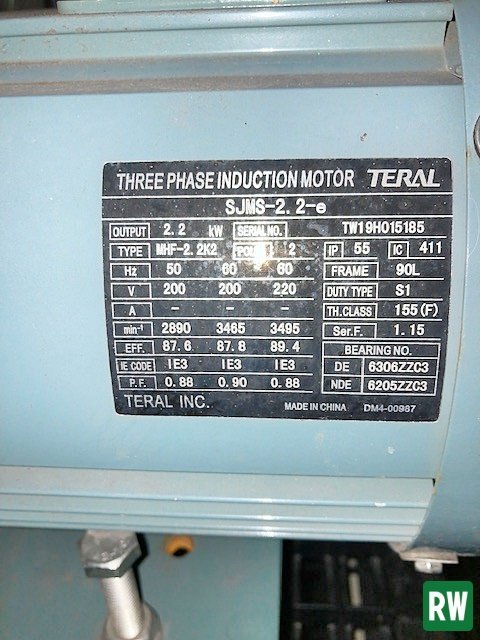 THREE PHASE INDUCTION MOTOR TERAL
SJMS-2.2-e
OUTPUT 2.2 kW SERIAL NO. TW19H015185
TYPE MHF-2.2K2 POLE 2 IP 55 IC 411
Hz 50 60 60 FRAME 90L
V 200 200 220 DUTY TYPE S1
A – – – TH.CLASS 155(F)
min⁻¹ 2890 3465 3495 Ser.F. 1.15
EFF. 87.6 87.8 89.4 BEARING NO.
IE CODE IE3 IE3 IE3 DE 6306ZZC3
P.F. 0.88 0.90 0.88 NDE 6205ZZC3
TERAL INC. MADE IN CHINA DM4-00987
RW